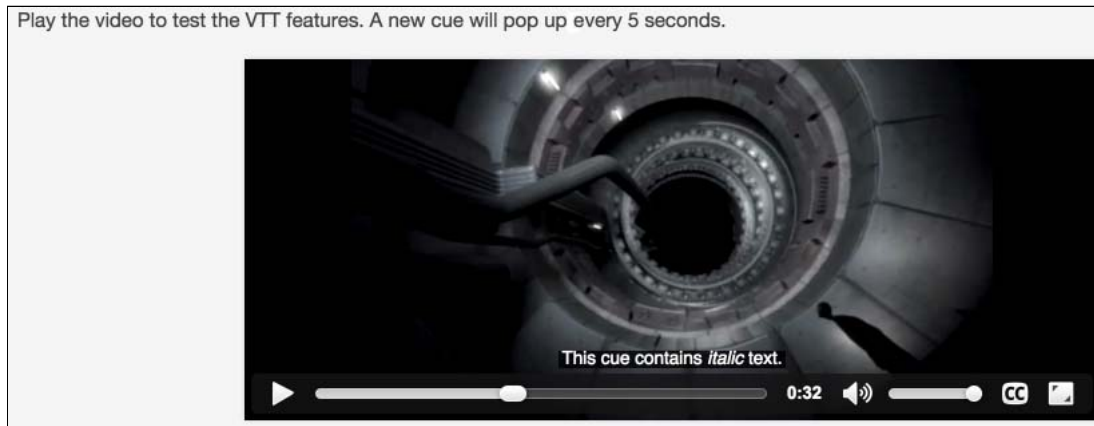 Play the video to test the VTT features. A new cue will pop up every 5 seconds.
This cue contains italic text.
0:32
CC